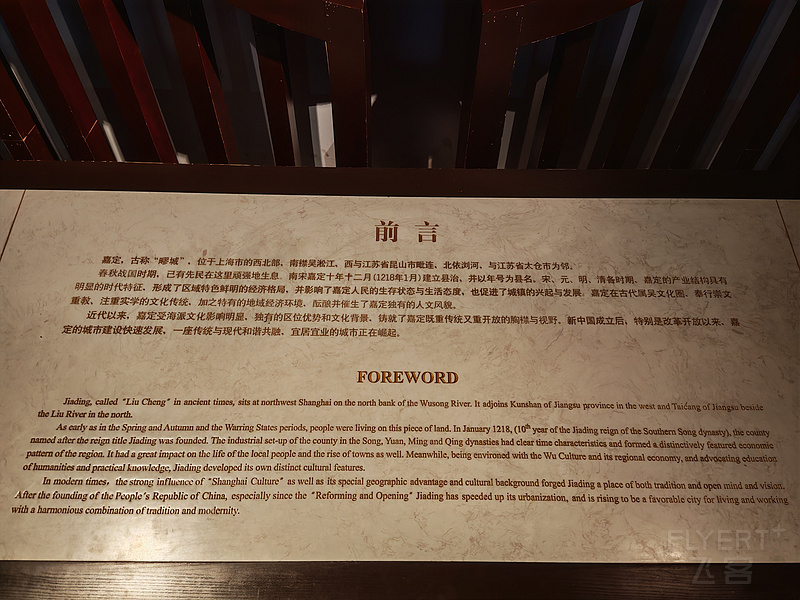 前 言
嘉定，古称“疁城”，位于上海市的西北部，南襟吴淞江，西与江苏省昆山市毗连，北依浏河，与江苏省太仓市为邻。
春秋战国时期，已有先民在这里顽强地生息。南宋嘉定十年十二月(1218年1月)建立县治，并以年号为县名。宋、元、明、清各时期，嘉定的产业结构具有
明显的时代特征，形成了区域特色鲜明的经济格局，并影响了嘉定人民的生存状态与生活态度，也促进了城镇的兴起与发展。嘉定在古代属吴文化圈，奉行崇文
重教、注重实学的文化传统，加之特有的地域经济环境，酝酿并催生了嘉定独有的人文风貌。
近代以来，嘉定受海派文化影响明显，独有的区位优势和文化背景，铸就了嘉定既重传统又重开放的胸襟与视野。新中国成立后，特别是改革开放以来，嘉
定的城市建设快速发展，一座传统与现代和谐共融、宜居宜业的城市正在崛起。
FOREWORD
Jiading, called "Liu Cheng" in ancient times, sits at northwest Shanghai on the north bank of the Wusong River. It adjoins Kunshan of Jiangsu province in the west and Taicang of Jiangsu beside
the Liu River in the north.
As early as in the Spring and Autumn and the Warring States periods, people were living on this piece of land. In January 1218, (10th year of the Jiading reign of the Southern Song dynasty), the county
named after the reign title Jiading was founded. The industrial set-up of the county in the Song, Yuan, Ming and Qing dynasties had clear time characteristics and formed a distinctively featured economic
pattern of the region. It had a great impact on the life of the local people and the rise of towns as well. Meanwhile, being environed with the Wu Culture and its regional economy, and advocating education
of humanities and practical knowledge, Jiading developed its own distinct cultural features.
In modern times, the strong influence of "Shanghai Culture" as well as its special geographic advantage and cultural background forged Jiading a place of both tradition and open mind and vision.
After the founding of the People's Republic of China, especially since the "Reforming and Opening" Jiading has speeded up its urbanization, and is rising to be a favorable city for living and working
with a harmonious combination of tradition and modernity.
FLYERT+
飞客